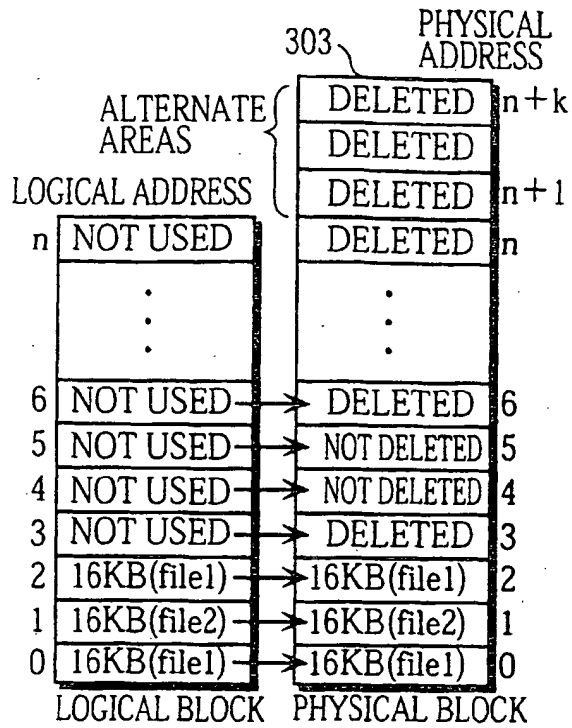 PHYSICAL
ADDRESS
303
ALTERNATE
AREAS
DELETED n+k
DELETED
DELETED n+1
LOGICAL ADDRESS
n NOT USED DELETED n
6 NOT USED DELETED 6
5 NOT USED NOT DELETED 5
4 NOT USED NOT DELETED 4
3 NOT USED DELETED 3
2 16KB(file1) 16KB(file1) 2
1 16KB(file2) 16KB(file2) 1
0 16KB(file1) 16KB(file1) 0
LOGICAL BLOCK PHYSICAL BLOCK